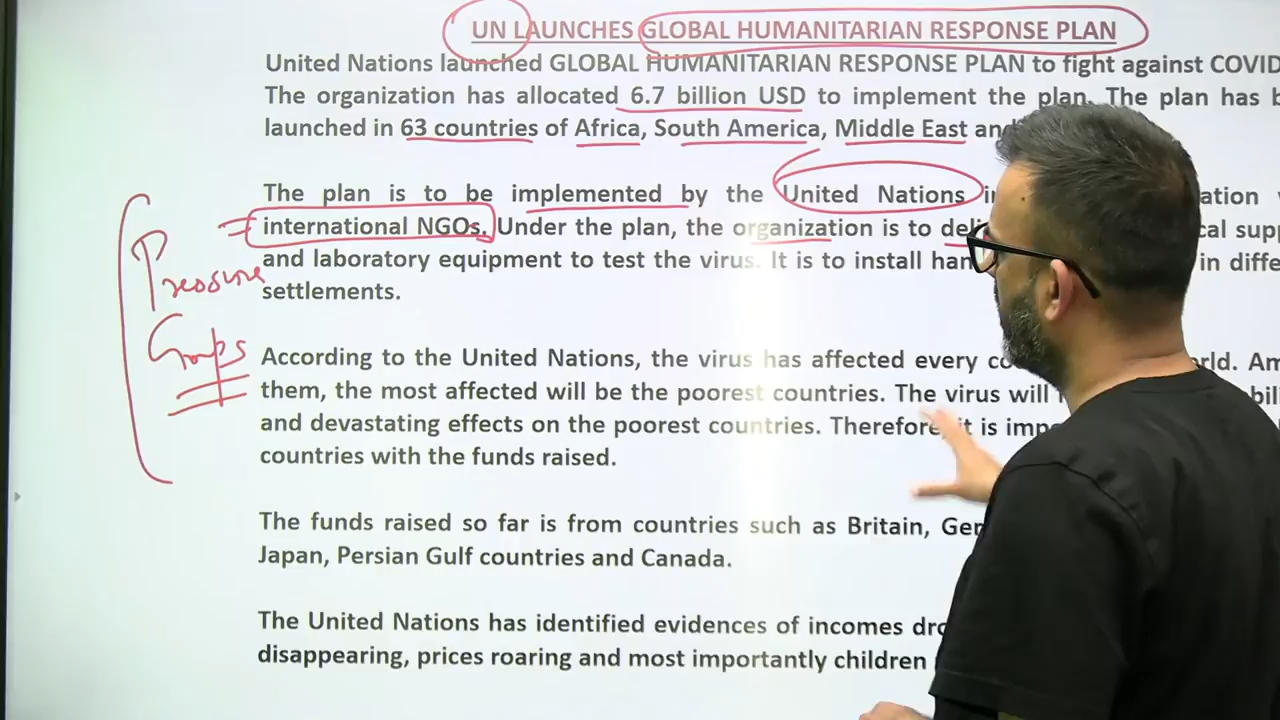 UN LAUNCHES GLOBAL HUMANITARIAN RESPONSE PLAN
United Nations launched GLOBAL HUMANITARIAN RESPONSE PLAN to fight against COVID
The organization has allocated 6.7 billion USD to implement the plan. The plan has
launched in 63 countries of Africa, South America, Middle East and
The plan is to be implemented by the United Nations
international NGOs. Under the plan, the organization is to
and laboratory equipment to test the virus. It is to install in
settlements.
Pressure
Groups
According to the United Nations, the virus has affected every
them, the most affected will be the poorest countries. The virus will
and devastating effects on the poorest countries. Therefore it is
countries with the funds raised.
The funds raised so far is from countries such as Britain,
Japan, Persian Gulf countries and Canada.
The United Nations has identified evidences of incomes
disappearing, prices roaring and most importantly children